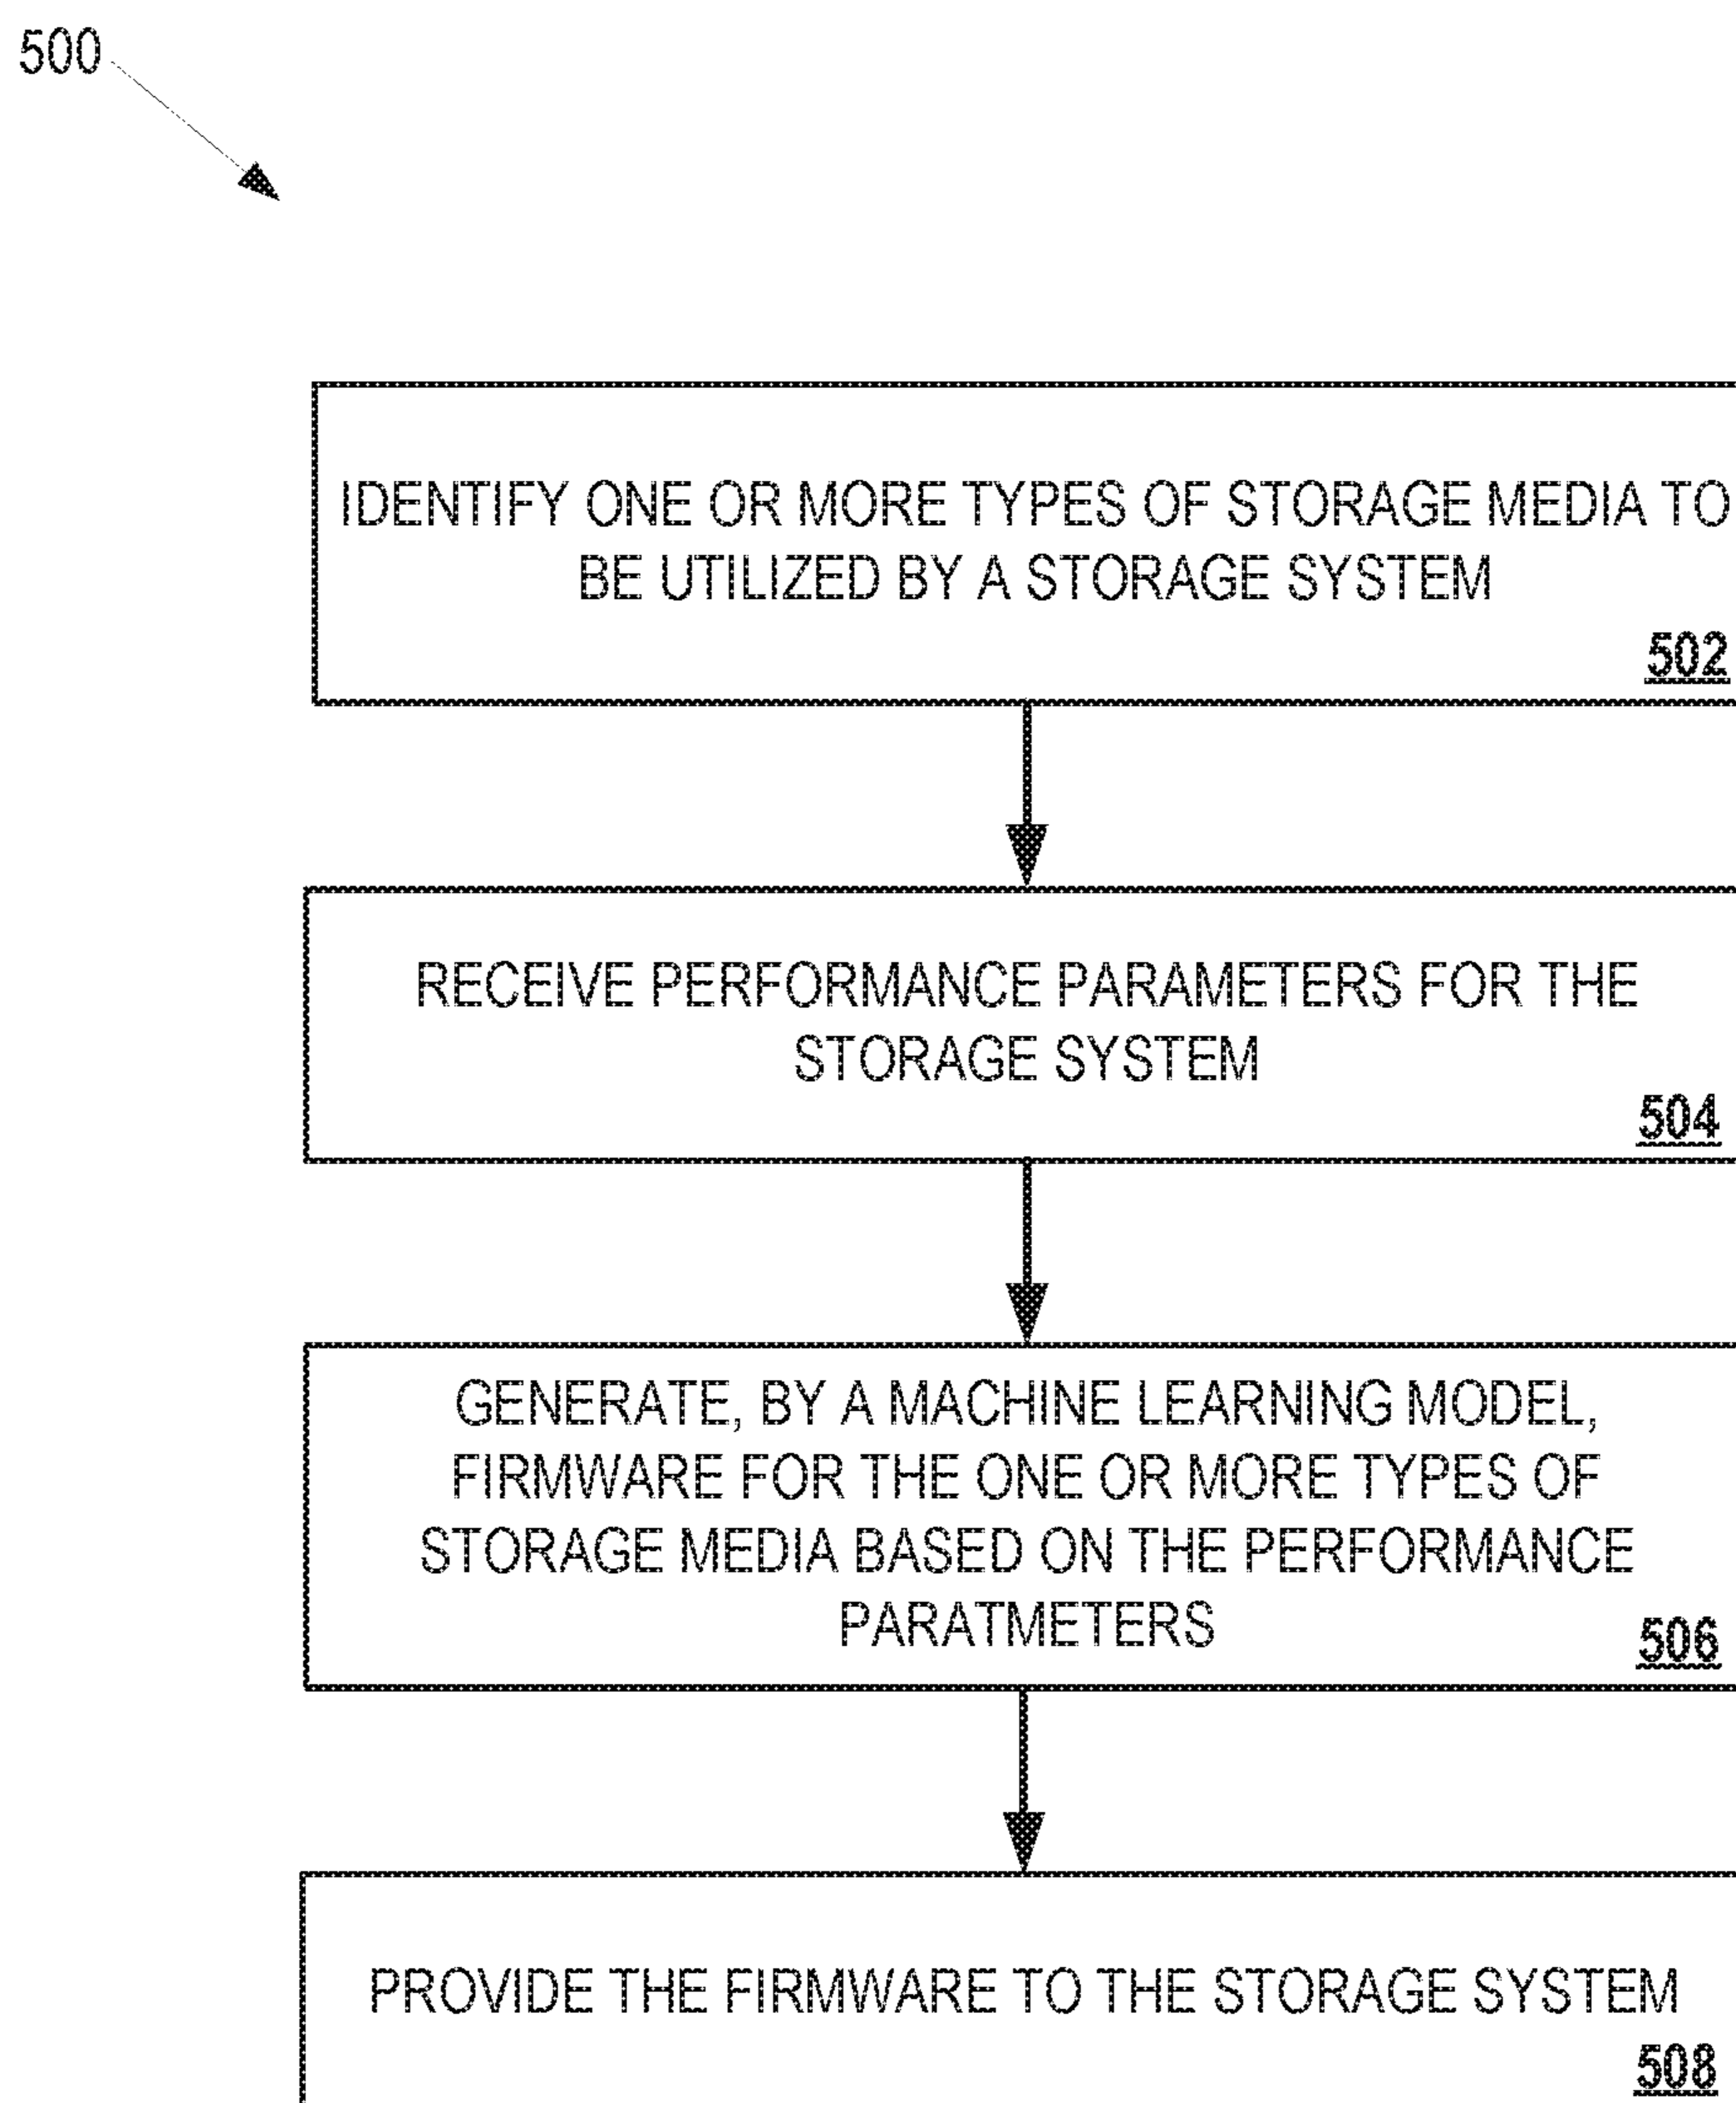 500
IDENTIFY ONE OR MORE TYPES OF STORAGE MEDIA TO
BE UTILIZED BY A STORAGE SYSTEM
502
RECEIVE PERFORMANCE PARAMETERS FOR THE
STORAGE SYSTEM
504
GENERATE, BY A MACHINE LEARNING MODEL,
FIRMWARE FOR THE ONE OR MORE TYPES OF
STORAGE MEDIA BASED ON THE PERFORMANCE
PARATMETERS
506
PROVIDE THE FIRMWARE TO THE STORAGE SYSTEM
508